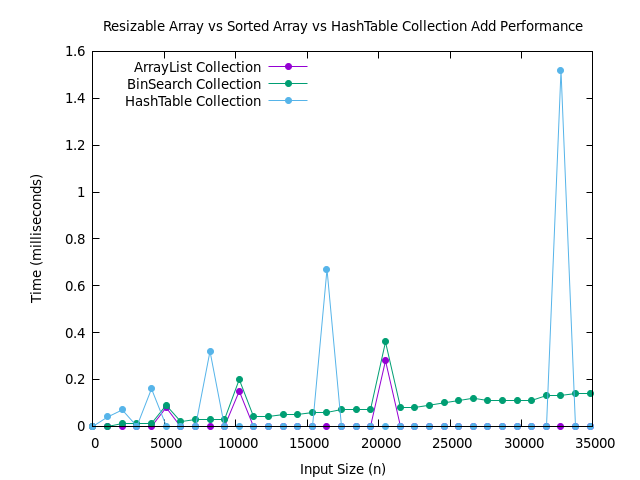 Resizable Array vs Sorted Array vs HashTable Collection Add Performance
1.6
1.4
1.2
1
0.8
0.6
0.4
0.2
0
Time (milliseconds)
ArrayList Collection
BinSearch Collection
HashTable Collection
0 5000 10000 15000 20000 25000 30000 35000
Input Size (n)